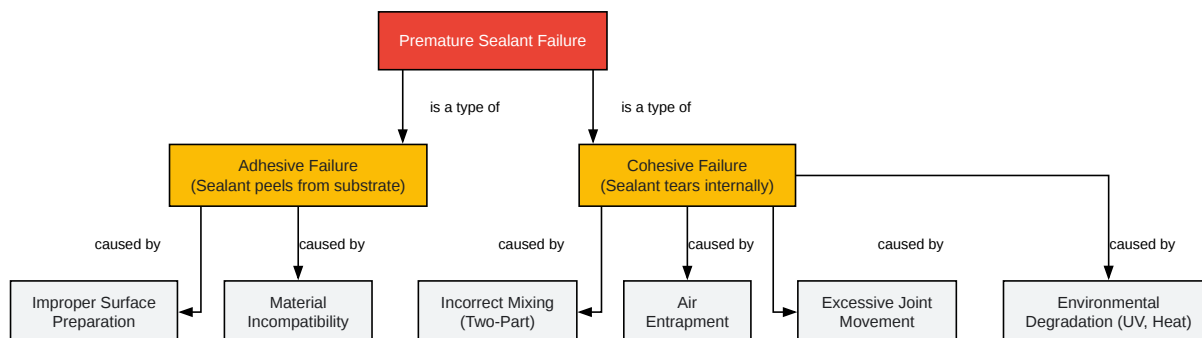 Premature Sealant Failure
is a type of
is a type of
Adhesive Failure
(Sealant peels from substrate)
Cohesive Failure
(Sealant tears internally)
caused by
caused by
caused by
caused by
caused by
caused by
Improper Surface
Preparation
Material
Incompatibility
Incorrect Mixing
(Two-Part)
Air
Entrapment
Excessive Joint
Movement
Environmental
Degradation (UV, Heat)